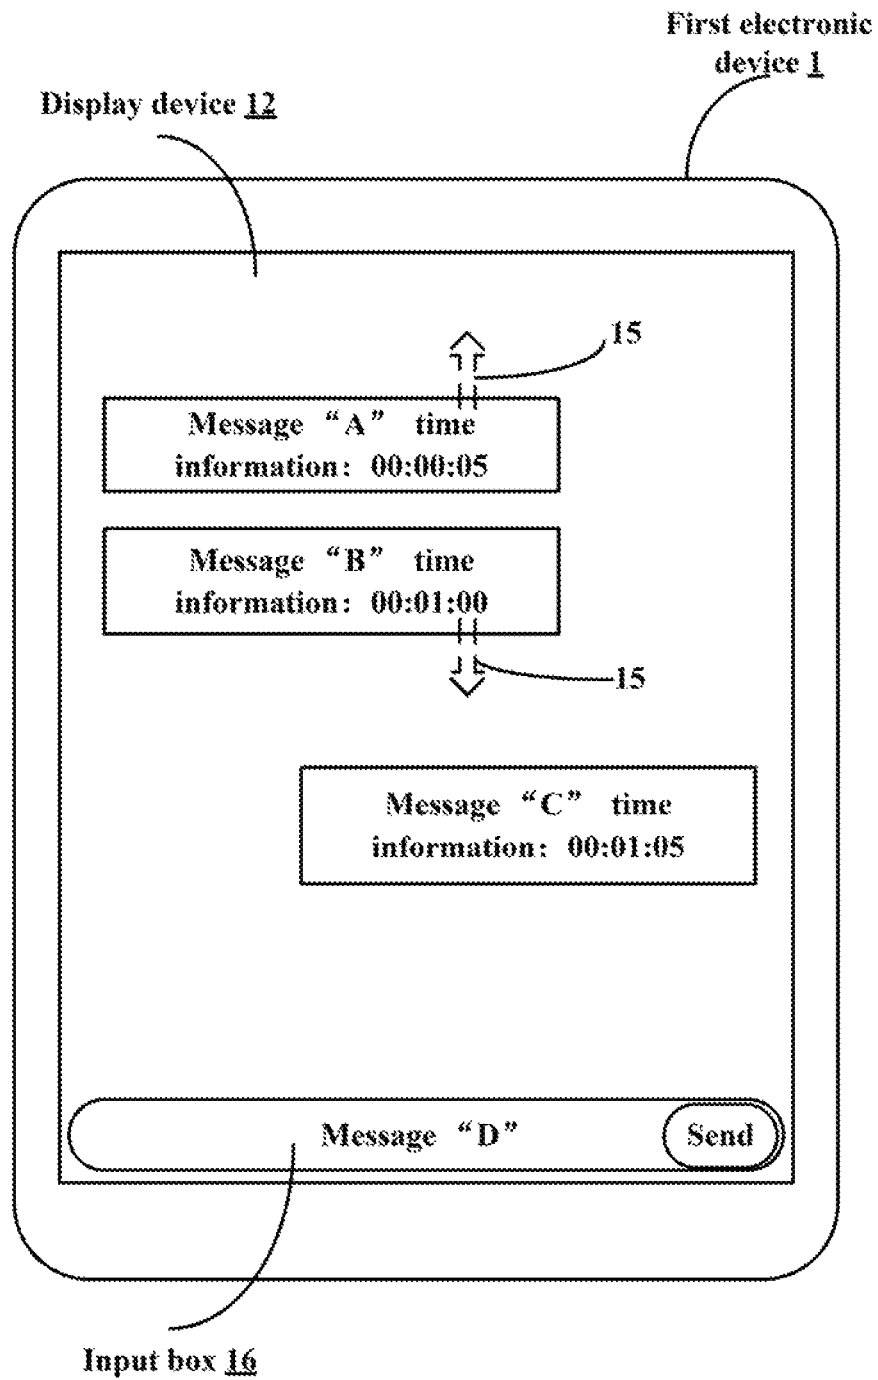 First electronic
device 1
Display device 12
15
Message “A” time
information: 00:00:05
Message “B” time
information: 00:01:00
15
Message “C” time
information: 00:01:05
Message “D”
Send
Input box 16